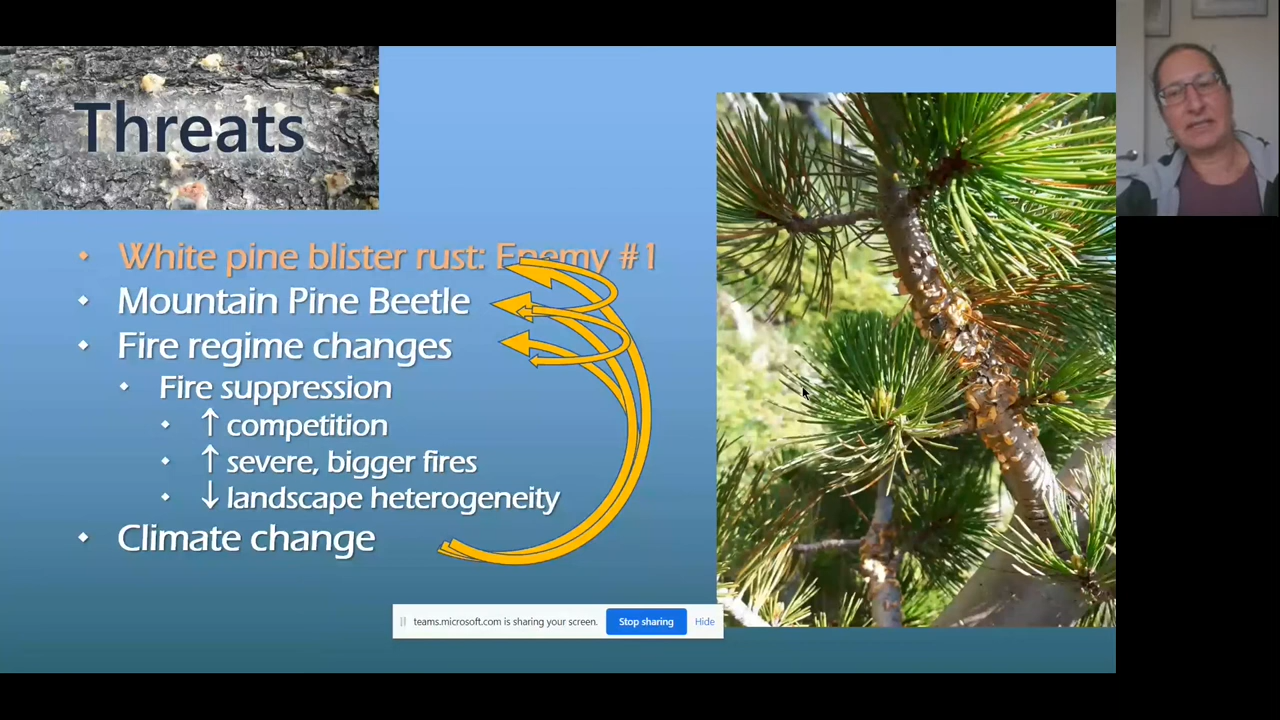 Threats
• White pine blister rust: Enemy #1
• Mountain Pine Beetle
• Fire regime changes
• Fire suppression
• ↑ competition
• ↑ severe, bigger fires
• ↓ landscape heterogeneity
• Climate change
teams.microsoft.com is sharing your screen. Stop sharing Hide